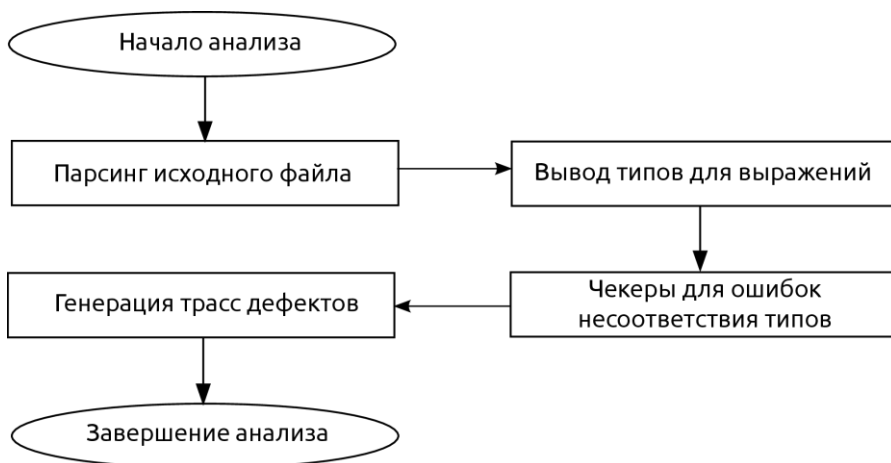 Начало анализа
Парсинг исходного файла
Вывод типов для выражений
Чекеры для ошибок
несоответствия типов
Генерация трасс дефектов
Завершение анализа